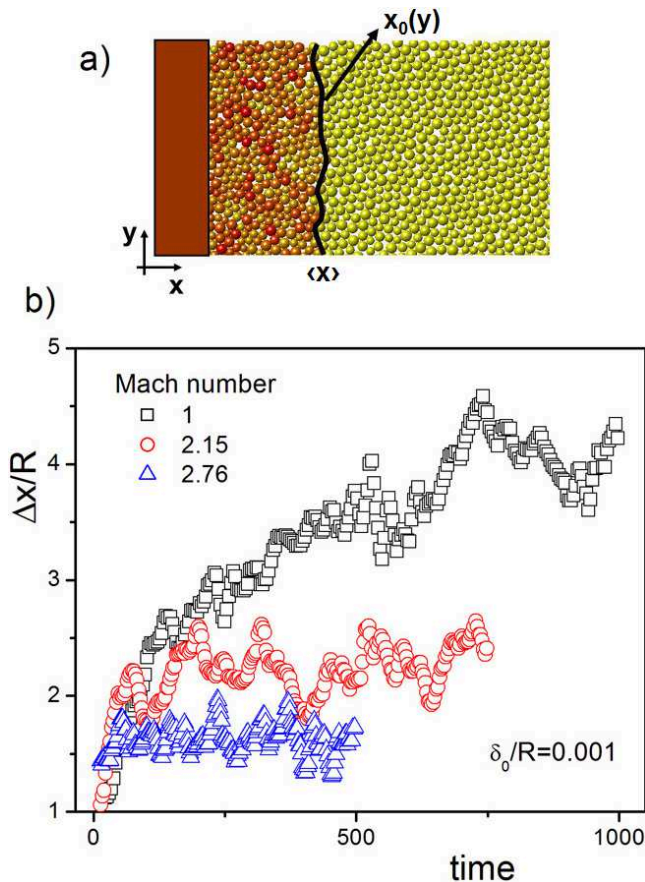 a)
x₀(y)
y
x
‹x›
b)
5
4
3
2
1
Δx/R
Mach number
1
2.15
2.76
δ₀/R=0.001
0
500
1000
time